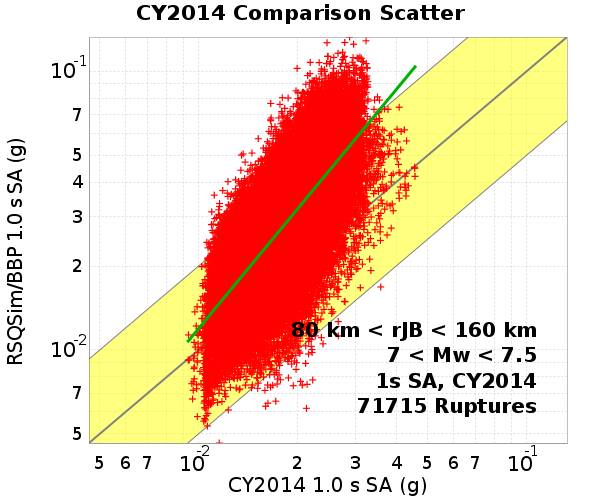 CY2014 Comparison Scatter
RSQSim/BBP 1.0 s SA (g)
10^-1
7
5
4
3
2
10^-2
7
5
80 km < rJB < 160 km
7 < Mw < 7.5
1s SA, CY2014
71715 Ruptures
5 6 7 10^-2 2 3 4 5 6 7 10^-1
CY2014 1.0 s SA (g)